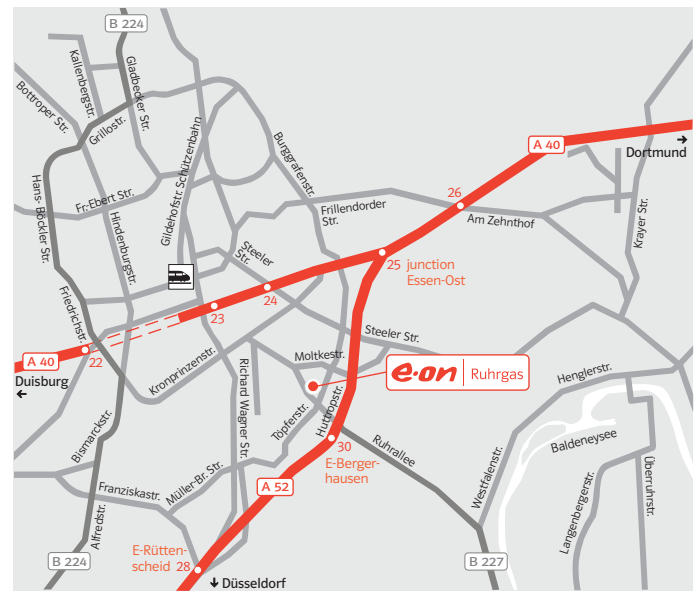 B 224
Kallenbergstr.
Gladbecker Str.
Bottroper Str.
Grillostr.
Gildehofstr. Schützenbahn
Burggrafenstr.
A 40
Dortmund
Hans- Böckler Str.
Fr.-Ebert Str.
Hindenburgstr.
Frillendorder
Str.
26
Am Zehnthof
Krayer Str.
Steeler
Str.
25 junction
Essen-Ost
24
23
Friedrichstr.
22
A 40
Duisburg
Kronprinzenstr.
Steeler Str.
Moltkestr.
e·on Ruhrgas
Henglerstr.
Richard Wagner Str.
Töpferstr.
Huttropstr.
Ruhrallee
Baldeneysee
Bismarckstr.
30
E-Berger-
hausen
Müller-Br. Str.
Franziskastr.
A 52
Westfalenstr.
Langenbergerstr.
Überruhrstr.
Alfredstr.
E-Rütten-
scheid 28
B 224
Düsseldorf
B 227